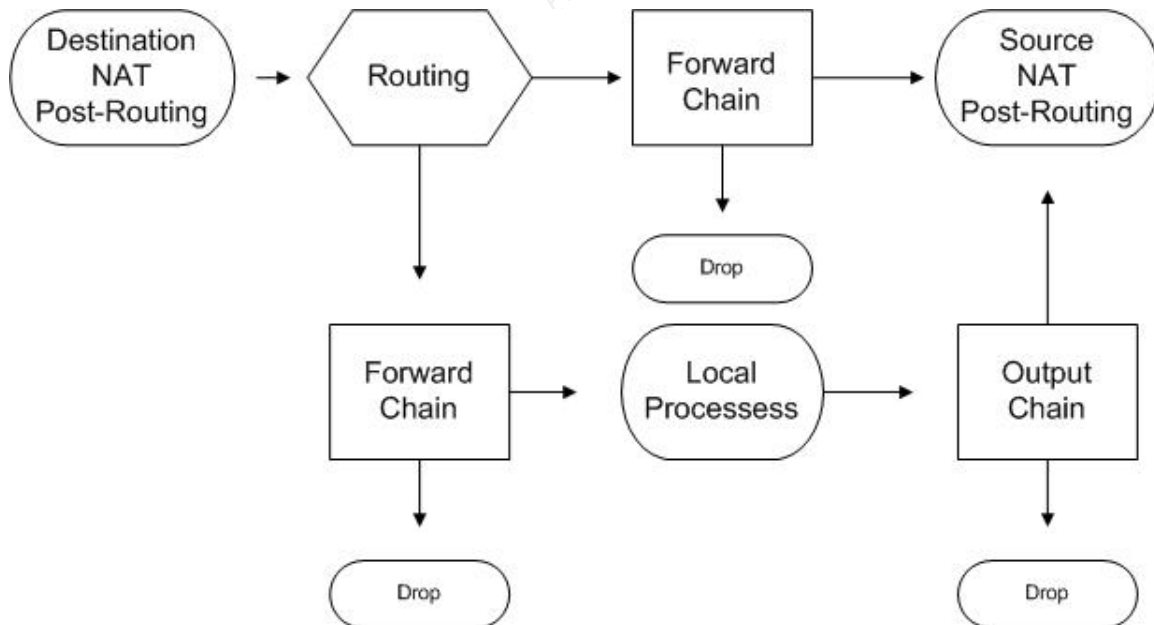 Destination
NAT
Post-Routing
Routing
Forward
Chain
Source
NAT
Post-Routing
Drop
Forward
Chain
Local
Processess
Output
Chain
Drop
Drop